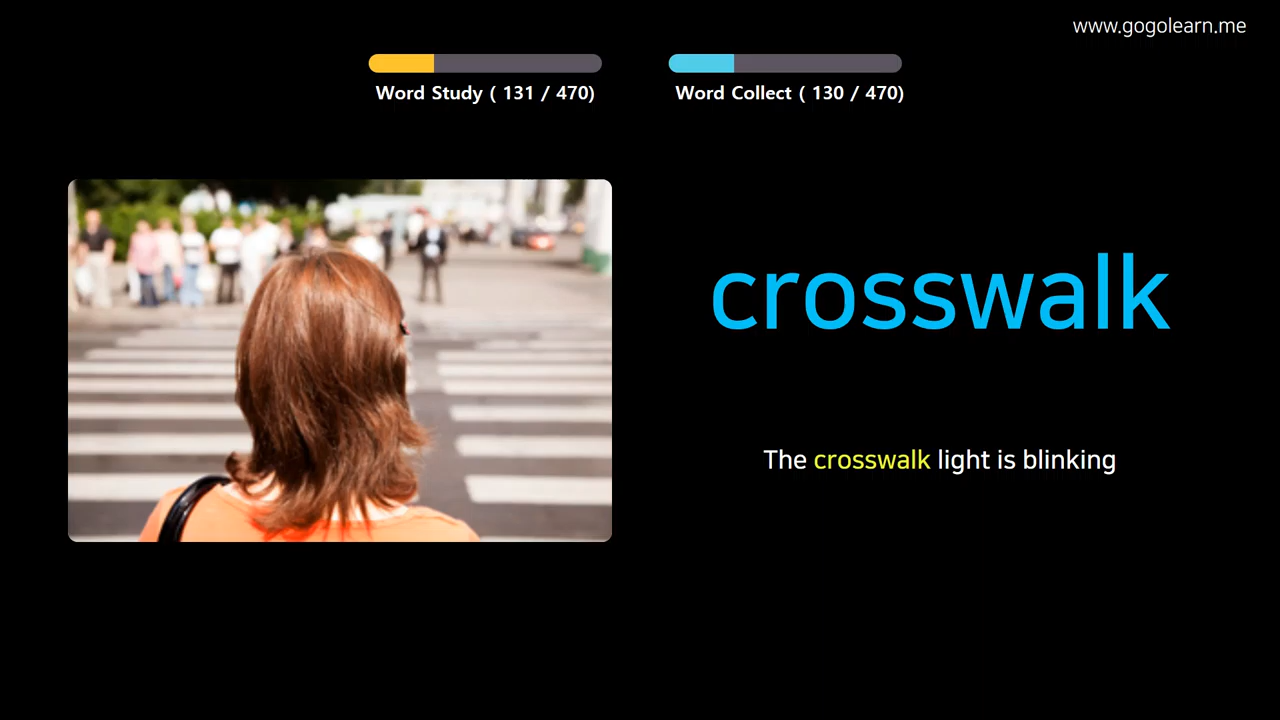 www.gogolearn.me
Word Study ( 131 / 470)
Word Collect ( 130 / 470)
crosswalk
The crosswalk light is blinking